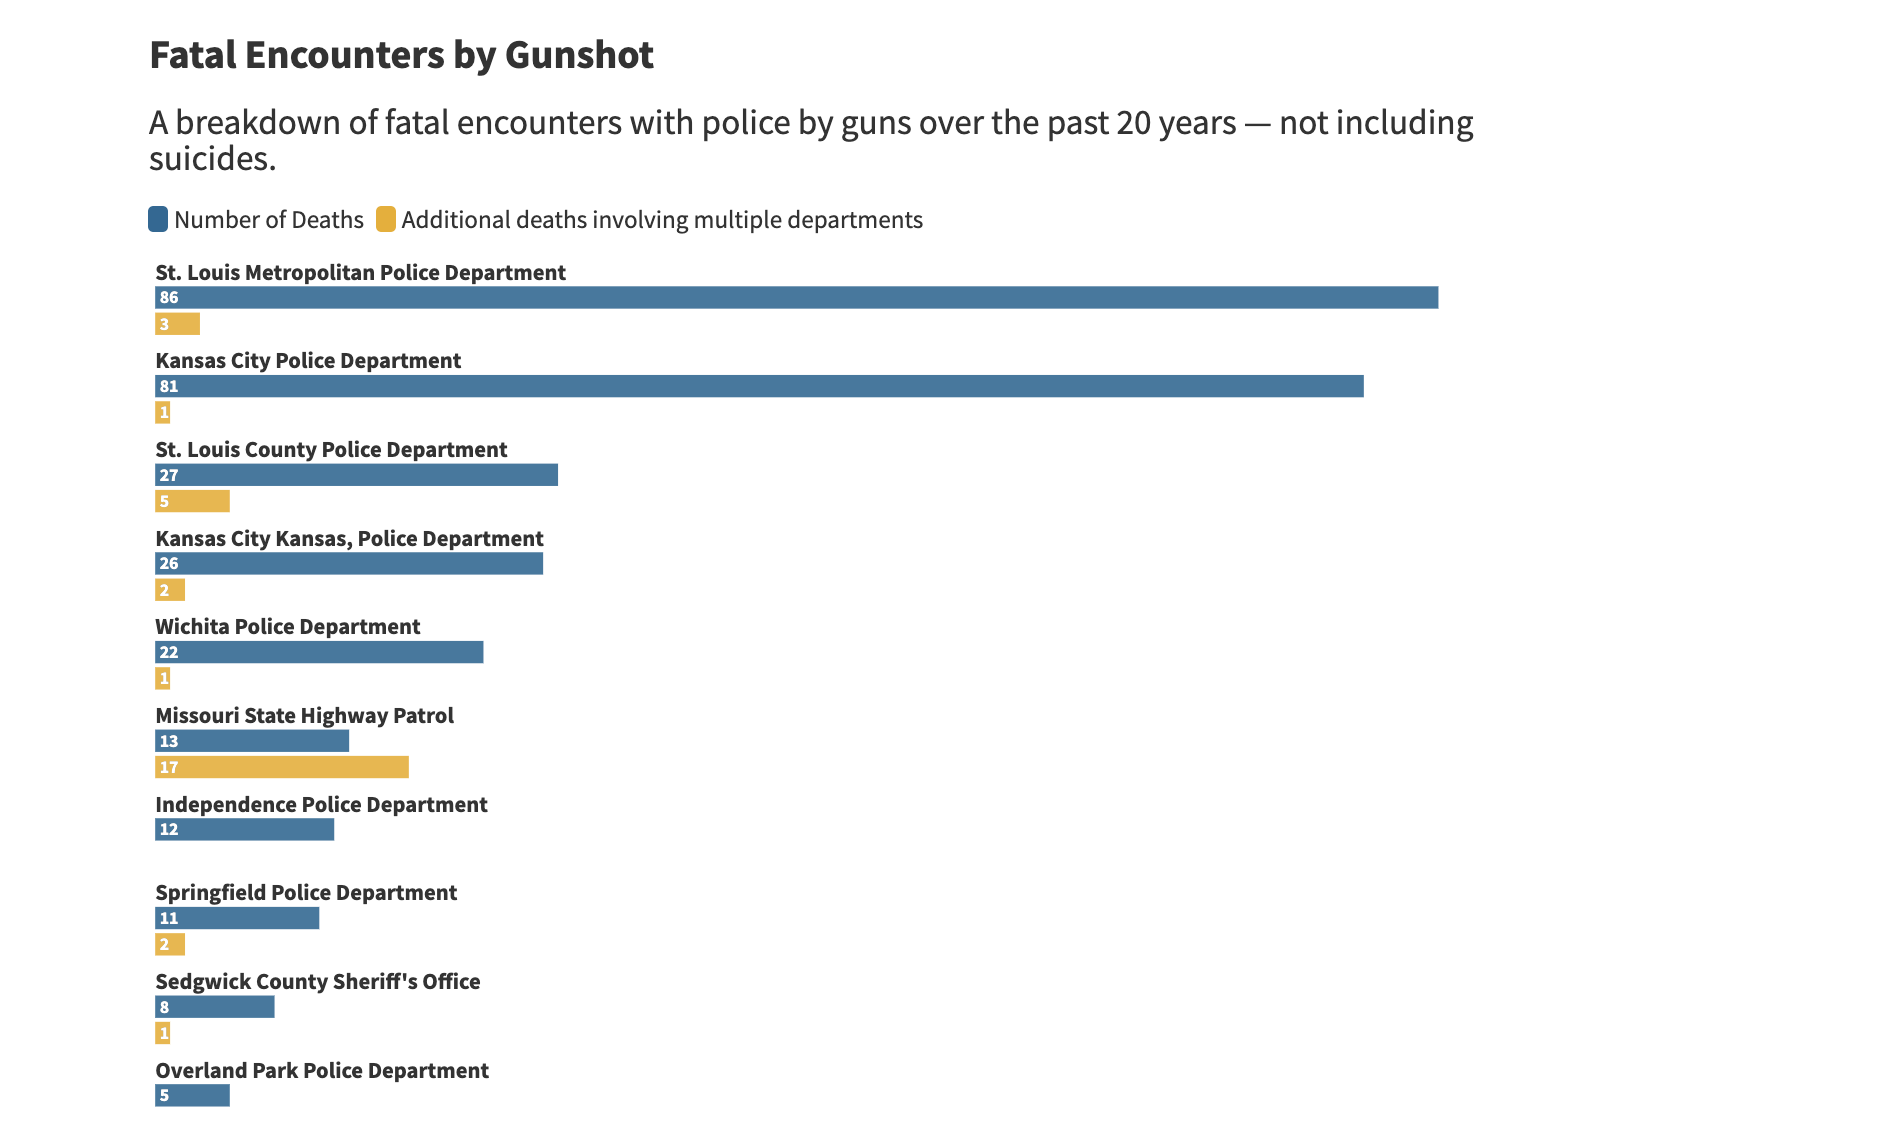 Fatal Encounters by Gunshot
A breakdown of fatal encounters with police by guns over the past 20 years — not including
suicides.
Number of Deaths Additional deaths involving multiple departments
St. Louis Metropolitan Police Department
86
3
Kansas City Police Department
81
1
St. Louis County Police Department
27
5
Kansas City Kansas, Police Department
26
2
Wichita Police Department
22
1
Missouri State Highway Patrol
13
17
Independence Police Department
12
Springfield Police Department
11
2
Sedgwick County Sheriff's Office
8
1
Overland Park Police Department
5